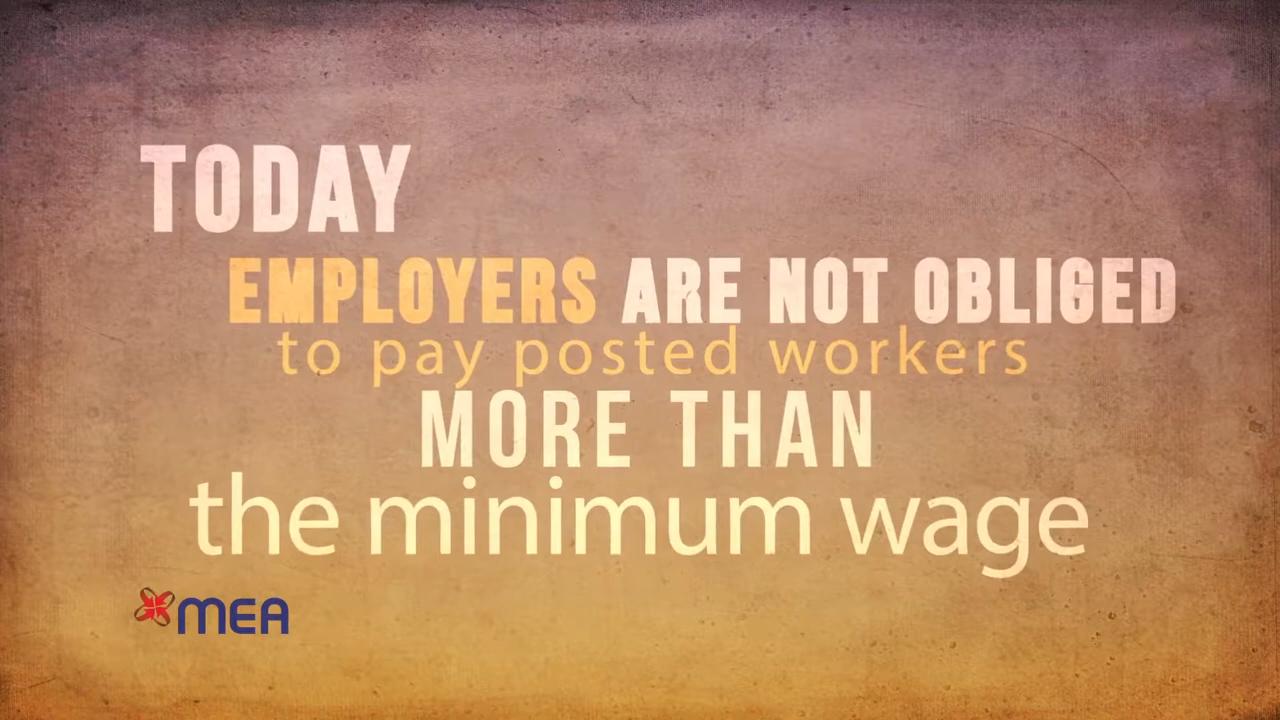 TODAY
EMPLOYERS ARE NOT OBLIGED
to pay posted workers
MORE THAN
the minimum wage
MEA